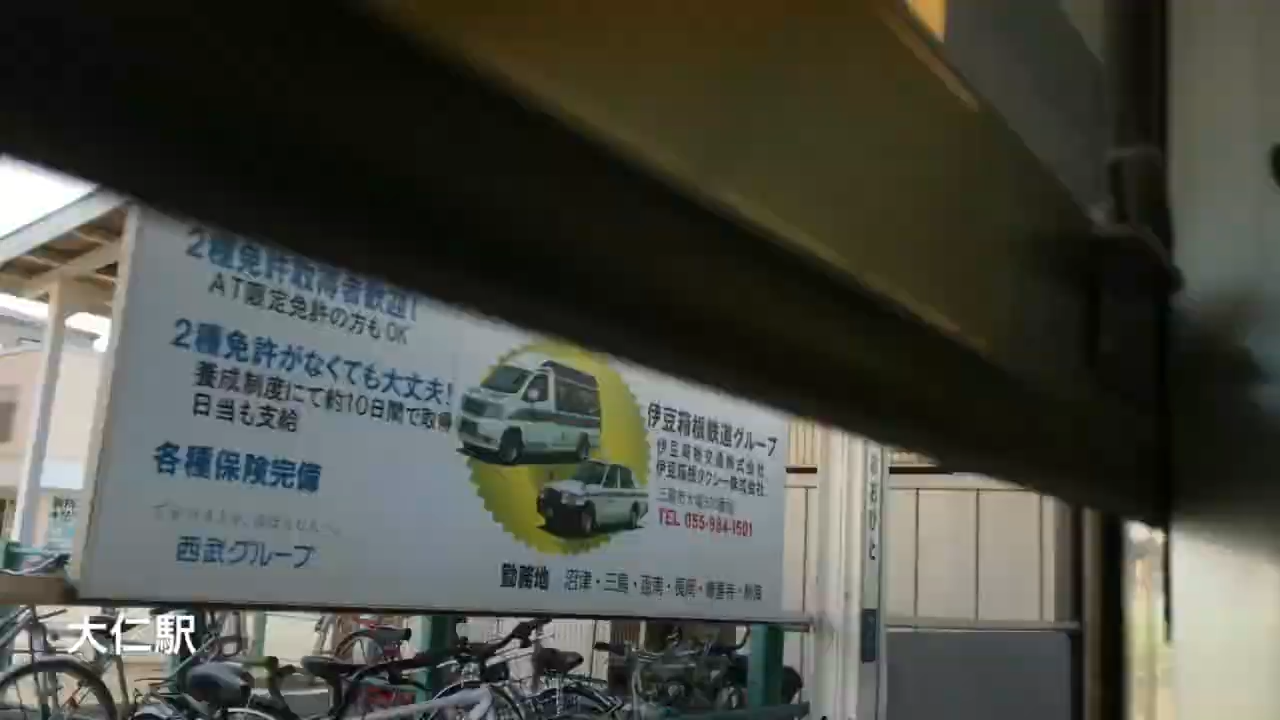 2種免許取得者歓迎!
AT限定免許の方もOK
2種免許がなくても大丈夫!
養成制度にて約10日間で取得
日当も支給
各種保険完備
西武グループ
伊豆箱根鉄道グループ
伊豆箱根交通株式会社
伊豆箱根タクシー株式会社
TEL 055-984-1501
勤務地 沼津・三島・函南・長岡・修善寺・
おおひと
大仁駅